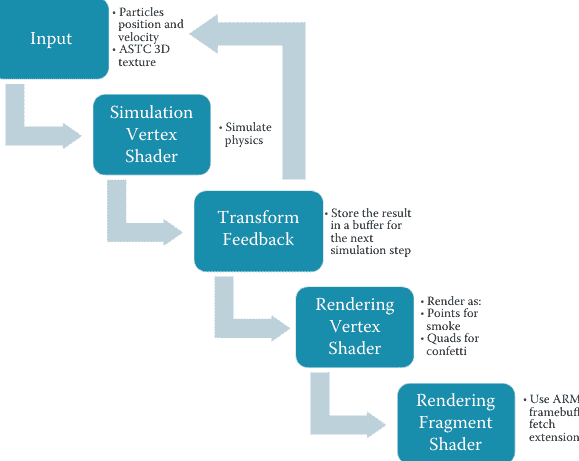 Input
• Particles
position and
velocity
• ASTC 3D
texture
Simulation
Vertex
Shader
• Simulate
physics
Transform
Feedback
• Store the result
in a buffer for
the next
simulation step
Rendering
Vertex
Shader
• Render as:
• Points for
smoke
• Quads for
confetti
Rendering
Fragment
Shader
• Use ARM
framebuff
fetch
extension